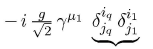 $- i \frac{g}{\sqrt{2}} \gamma^{\mu_1} \underbrace{\delta^{i_q}_{j_q} \delta^{i_1}_{j_1}}$